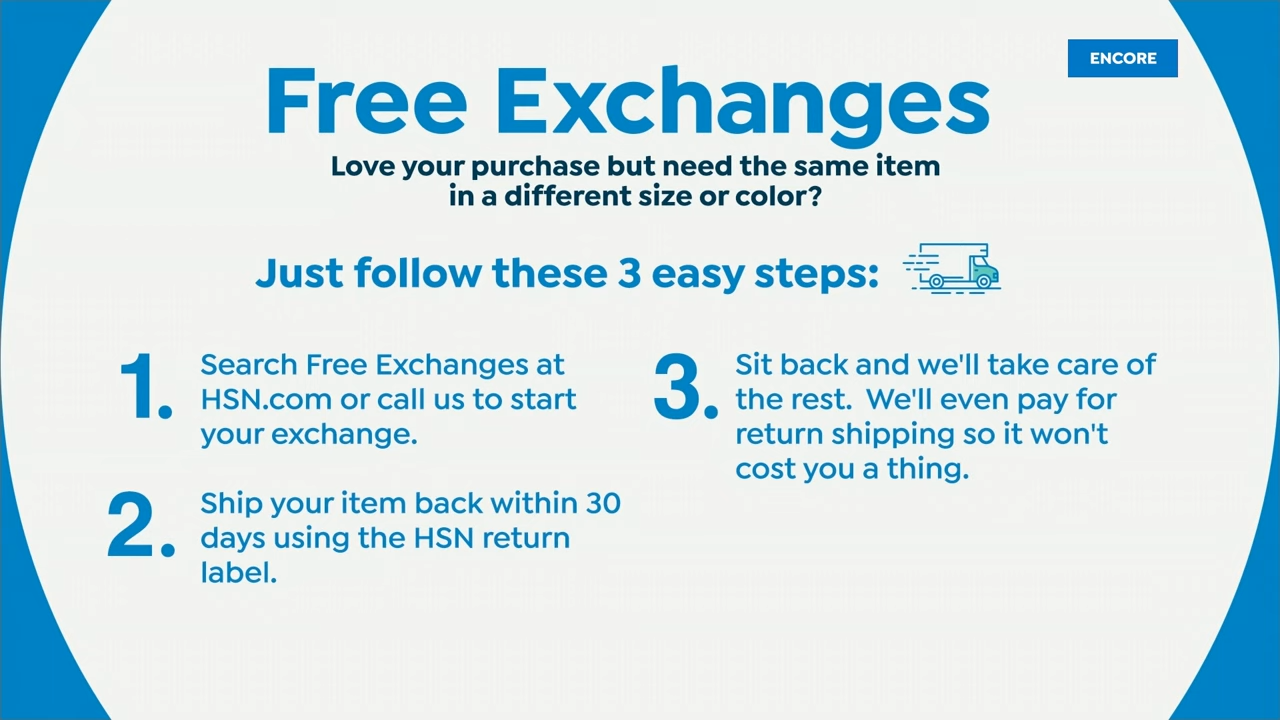 ENCORE
Free Exchanges
Love your purchase but need the same item
in a different size or color?
Just follow these 3 easy steps:
1. Search Free Exchanges at
HSN.com or call us to start
your exchange.
2. Ship your item back within 30
days using the HSN return
label.
3. Sit back and we'll take care of
the rest.  We'll even pay for
return shipping so it won't
cost you a thing.